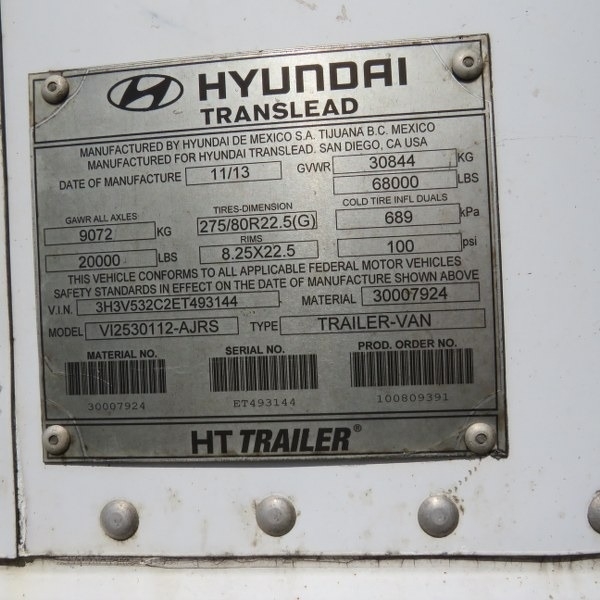 HYUNDAI
TRANSLEAD
MANUFACTURED BY HYUNDAI DE MEXICO S.A. TIJUANA B.C. MEXICO
MANUFACTURED FOR HYUNDAI TRANSLEAD. SAN DIEGO, CA USA
DATE OF MANUFACTURE 11/13 GVWR 30844 KG
68000 LBS
GAWR ALL AXLES TIRES-DIMENSION COLD TIRE INFL DUALS
9072 KG 275/80R22.5(G) 689 kPa
RIMS
20000 LBS 8.25X22.5 100 psi
THIS VEHICLE CONFORMS TO ALL APPLICABLE FEDERAL MOTOR VEHICLES
SAFETY STANDARDS IN EFFECT ON THE DATE OF MANUFACTURE SHOWN ABOVE
V.I.N. 3H3V532C2ET493144 MATERIAL 30007924
MODEL VI2530112-AJRS TYPE TRAILER-VAN
MATERIAL NO. SERIAL NO. PROD. ORDER NO.
30007924 ET493144 100809391
HT TRAILER®